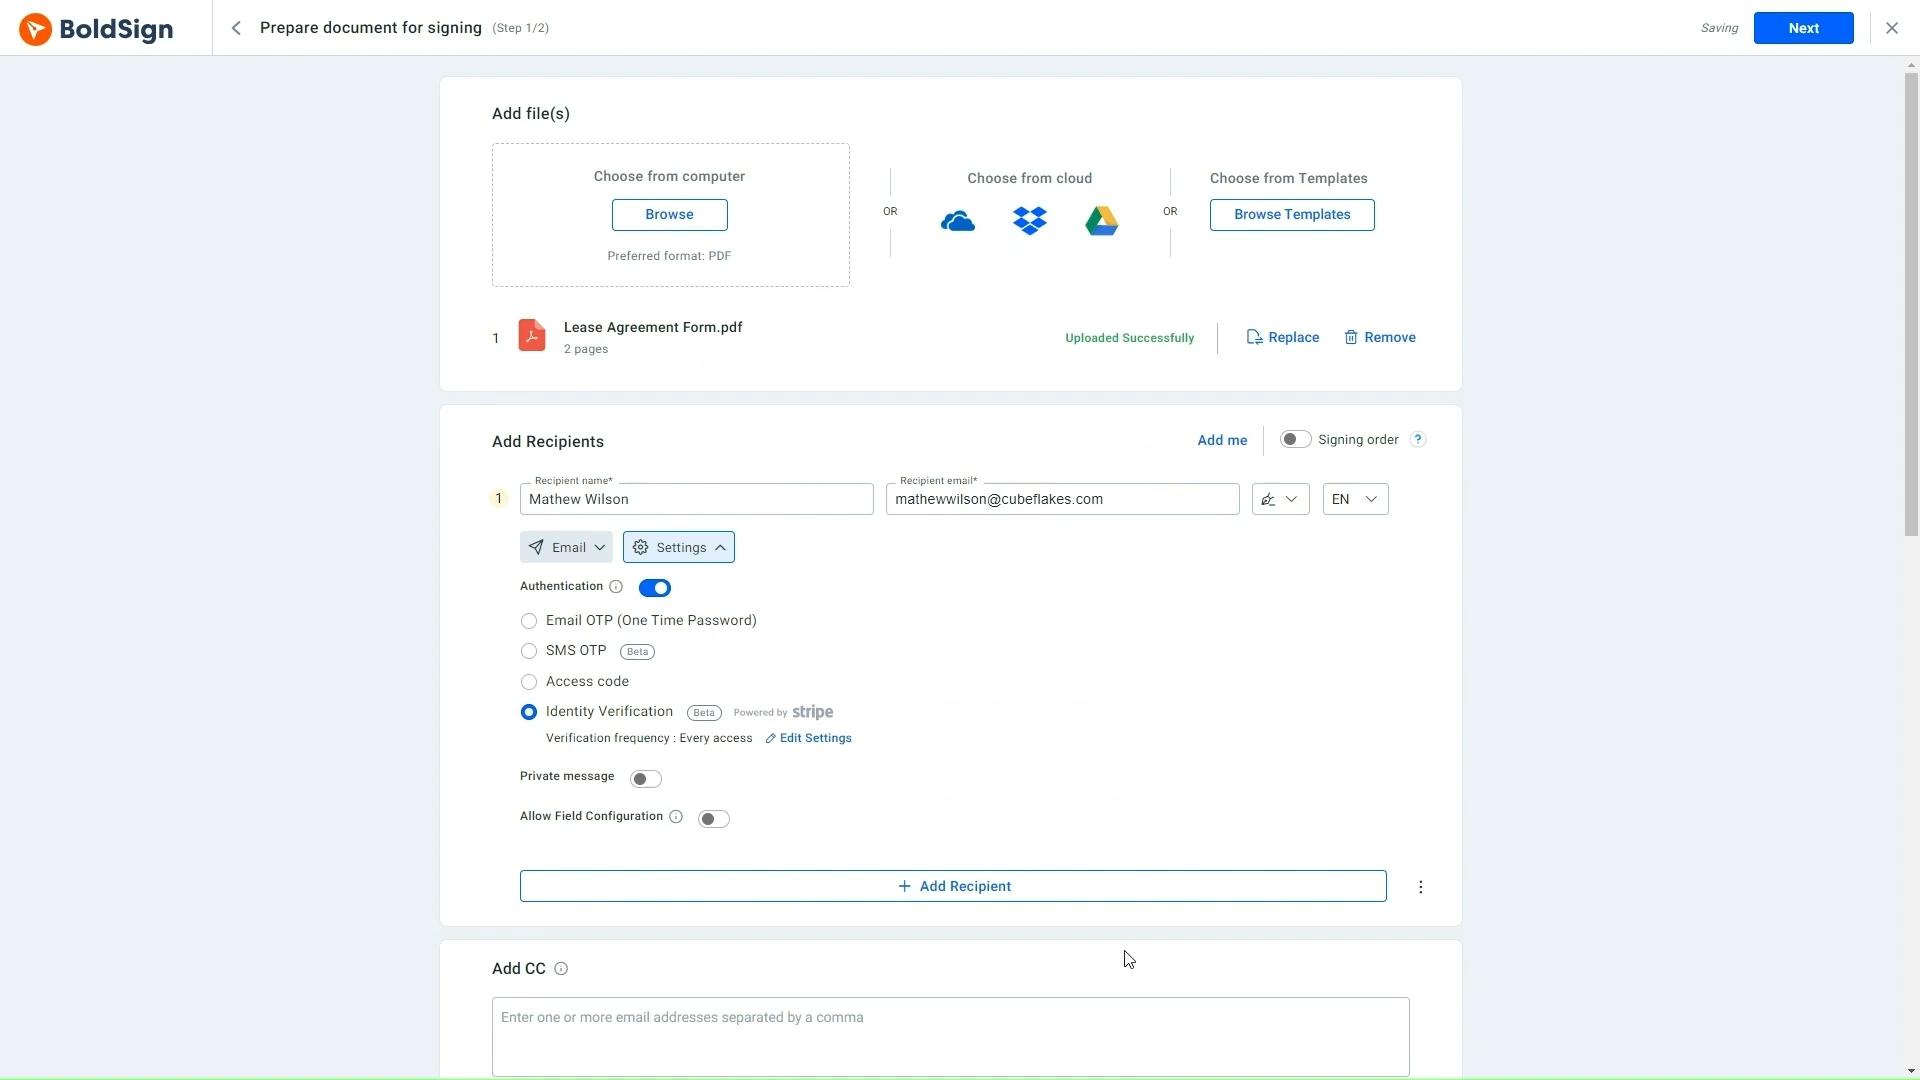 BoldSign
Prepare document for signing (Step 1/2)
Saving
Next
Add file(s)
Choose from computer
Browse
Preferred format: PDF
OR
Choose from cloud
OR
Choose from Templates
Browse Templates
1
Lease Agreement Form.pdf
2 pages
Uploaded Successfully
Replace
Remove
Add Recipients
Add me
Signing order ?
1
Recipient name*
Mathew Wilson
Recipient email*
mathewwilson@cubeflakes.com
EN
Email
Settings
Authentication
Email OTP (One Time Password)
SMS OTP Beta
Access code
Identity Verification Beta Powered by stripe
Verification frequency : Every access Edit Settings
Private message
Allow Field Configuration
+ Add Recipient
Add CC
Enter one or more email addresses separated by a comma